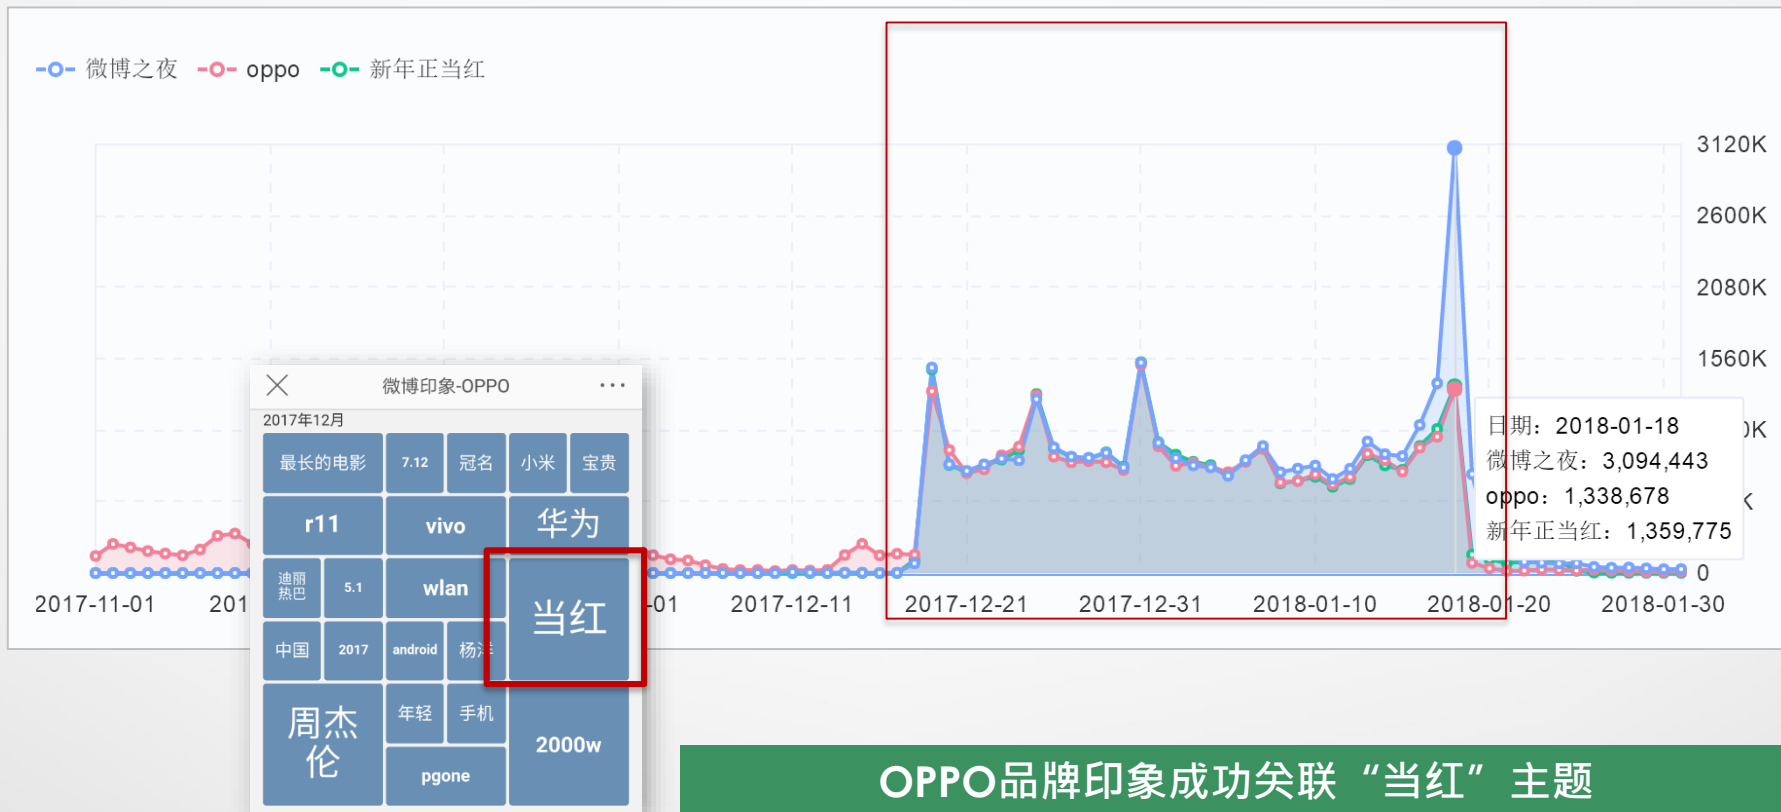 微博之夜 oppo 新年正当红
3120K
2600K
2080K
1560K
0K
K
0
日期：2018-01-18
微博之夜：3,094,443
oppo：1,338,678
新年正当红：1,359,775
2017-11-01 201 -01 2017-12-11 2017-12-21 2017-12-31 2018-01-10 2018-01-20 2018-01-30
微博印象-OPPO ···
2017年12月
最长的电影 7.12 冠名 小米 宝贵
r11 vivo 华为
迪丽
热巴
5.1 wlan
当红
中国 2017 android 杨洋
周杰
伦
年轻 手机
2000w
pgone
OPPO品牌印象成功关联“当红”主题